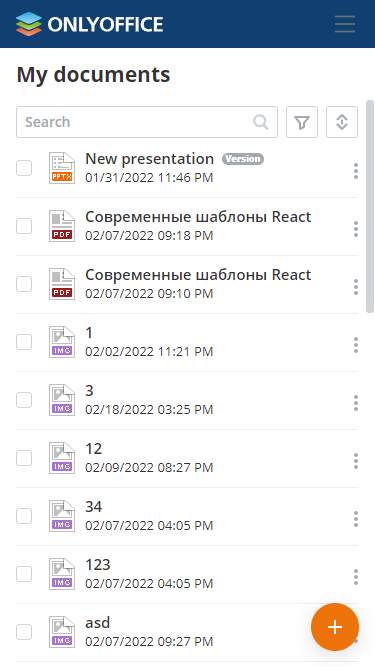 ONLYOFFICE
My documents
Search
New presentation Version
PPTX
01/31/2022 11:46 PM
Современные шаблоны React
PDF
02/07/2022 09:18 PM
Современные шаблоны React
PDF
02/07/2022 09:10 PM
1
IMG
02/02/2022 11:21 PM
3
IMG
02/18/2022 03:25 PM
12
IMG
02/09/2022 08:27 PM
34
IMG
02/07/2022 04:05 PM
123
IMG
02/07/2022 04:05 PM
asd
IMG
02/07/2022 09:27 PM